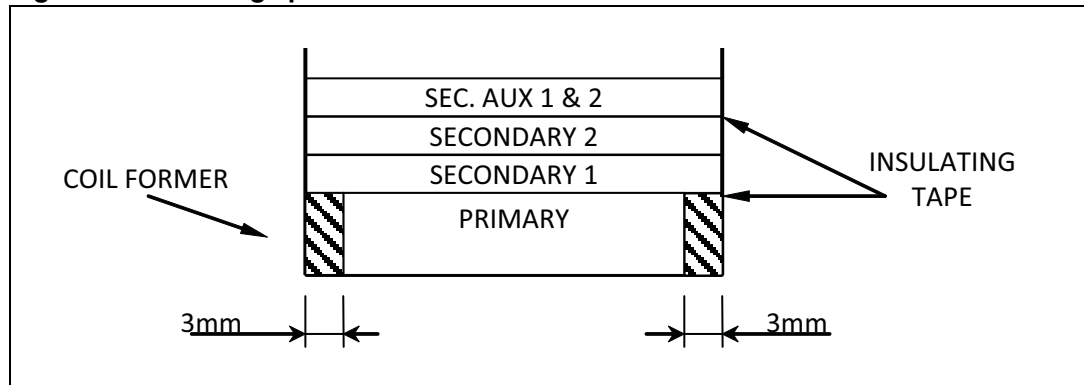 SEC. AUX 1 & 2
SECONDARY 2
SECONDARY 1
PRIMARY
COIL FORMER
INSULATING
TAPE
3mm
3mm